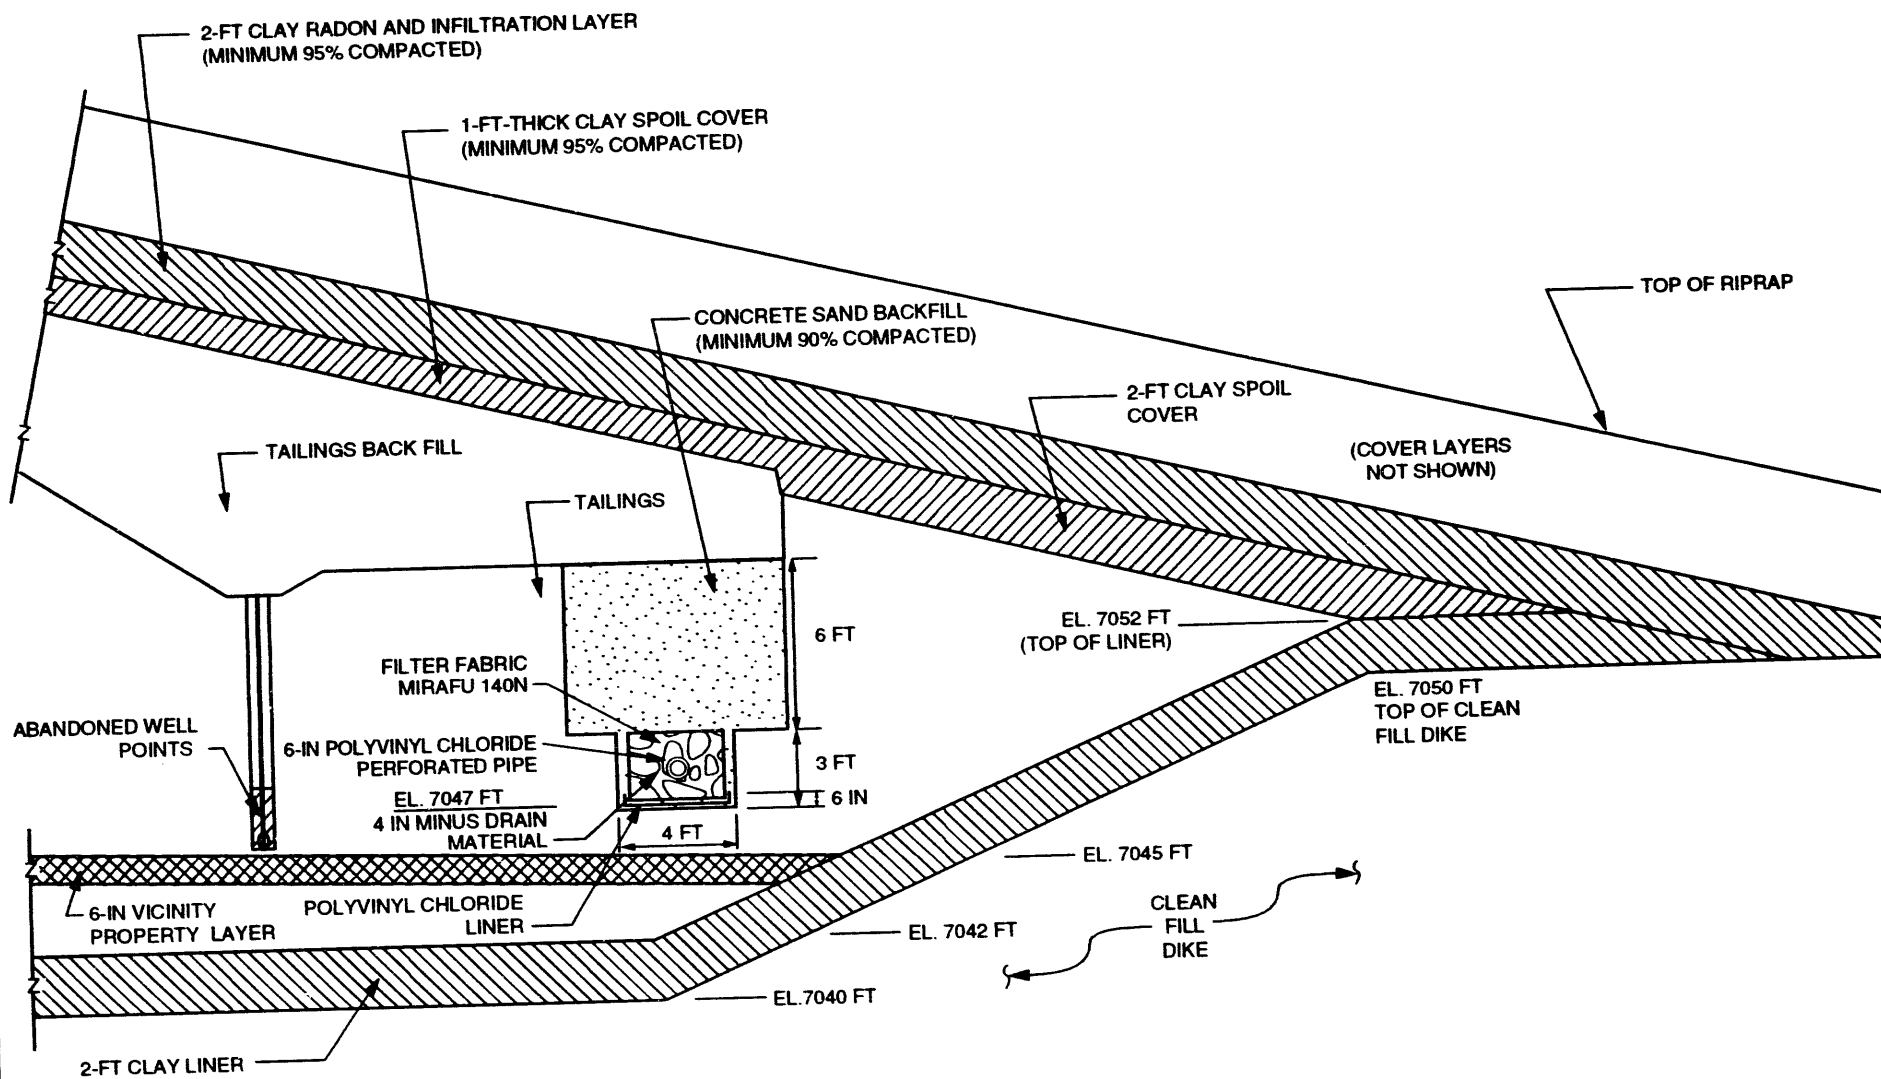 2-FT CLAY RADON AND INFILTRATION LAYER
(MINIMUM 95% COMPACTED)
1-FT-THICK CLAY SPOIL COVER
(MINIMUM 95% COMPACTED)
CONCRETE SAND BACKFILL
(MINIMUM 90% COMPACTED)
TOP OF RIPRAP
2-FT CLAY SPOIL
COVER
(COVER LAYERS
NOT SHOWN)
TAILINGS BACK FILL
TAILINGS
6 FT
EL. 7052 FT
(TOP OF LINER)
FILTER FABRIC
MIRAFU 140N
EL. 7050 FT
TOP OF CLEAN
FILL DIKE
ABANDONED WELL
POINTS
6-IN POLYVINYL CHLORIDE
PERFORATED PIPE
3 FT
6 IN
EL. 7047 FT
4 IN MINUS DRAIN
MATERIAL
4 FT
EL. 7045 FT
6-IN VICINITY
PROPERTY LAYER
POLYVINYL CHLORIDE
LINER
EL. 7042 FT
CLEAN
FILL
DIKE
EL.7040 FT
2-FT CLAY LINER